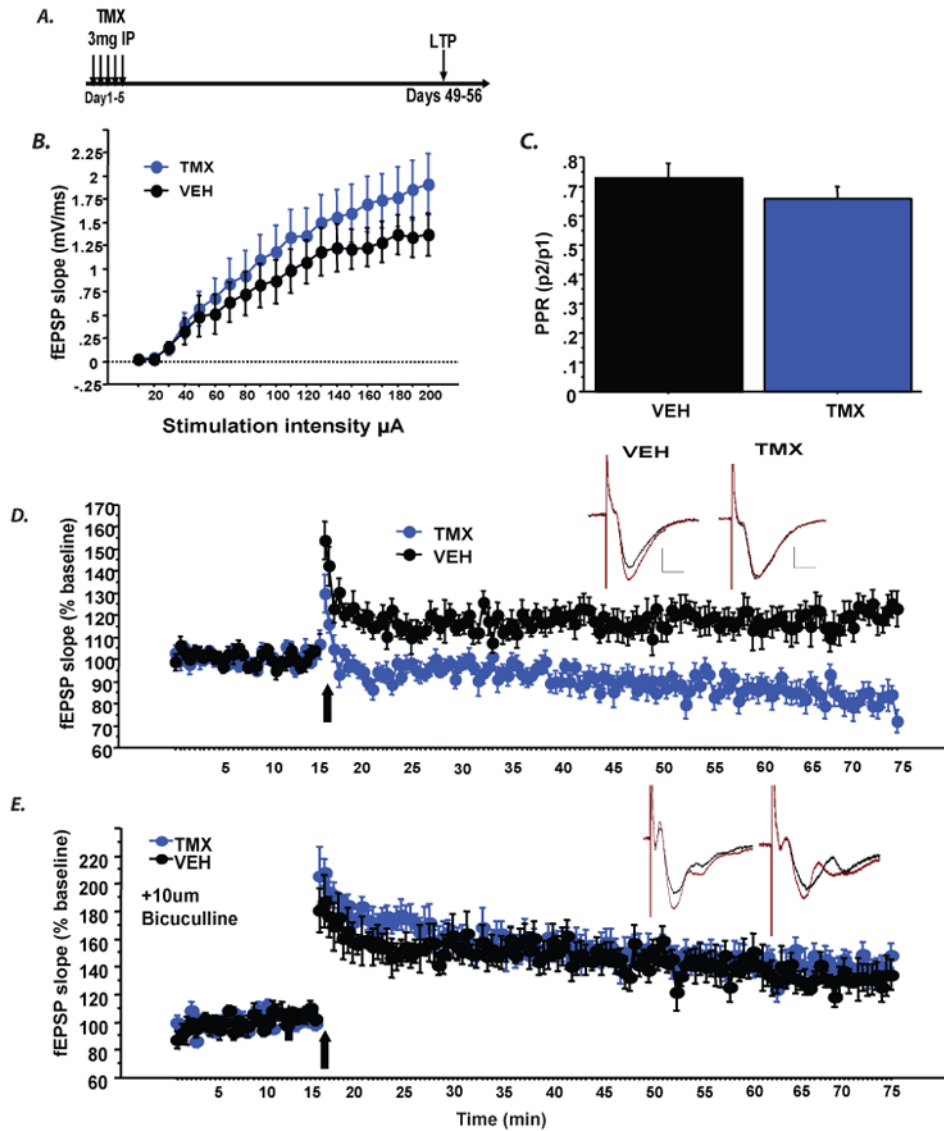 A.
TMX
3mg IP
LTP
Day1-5
Days 49-56
B.
TMX
VEH
fEPSP slope (mV/ms)
2.25
2
1.75
1.5
1.25
1
.75
.5
.25
0
-.25
20 40 60 80 100 120 140 160 180 200
Stimulation intensity µA
C.
PPR (p2/p1)
.8
.7
.6
.5
.4
.3
.2
.1
0
VEH TMX
D.
VEH TMX
TMX
VEH
fEPSP slope (% baseline)
170
160
150
140
130
120
110
100
90
80
70
60
5 10 15 20 25 30 35 40 45 50 55 60 65 70 75
E.
TMX
VEH
+10um
Bicuculline
fEPSP slope (% baseline)
220
200
180
160
140
120
100
80
60
5 10 15 20 25 30 35 40 45 50 55 60 65 70 75
Time (min)